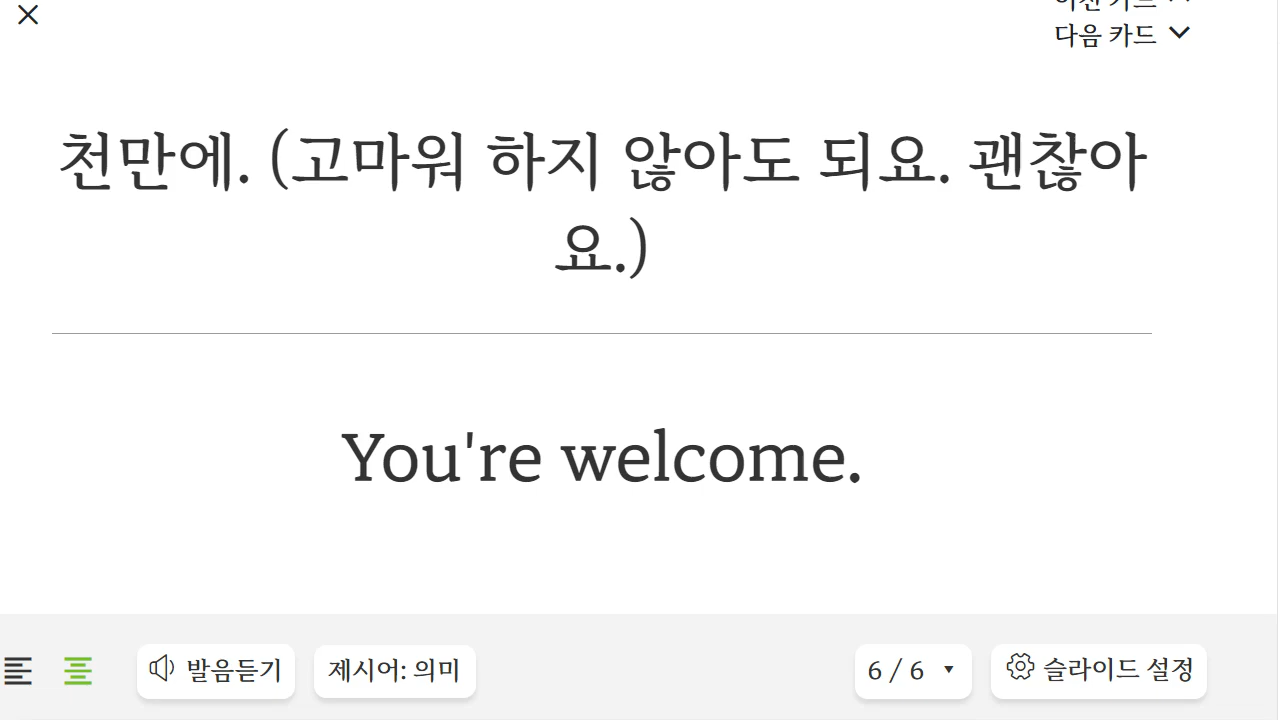 다음 카드
천만에. (고마워 하지 않아도 되요. 괜찮아
요.)
You're welcome.
발음듣기
제시어: 의미
6 / 6
슬라이드 설정